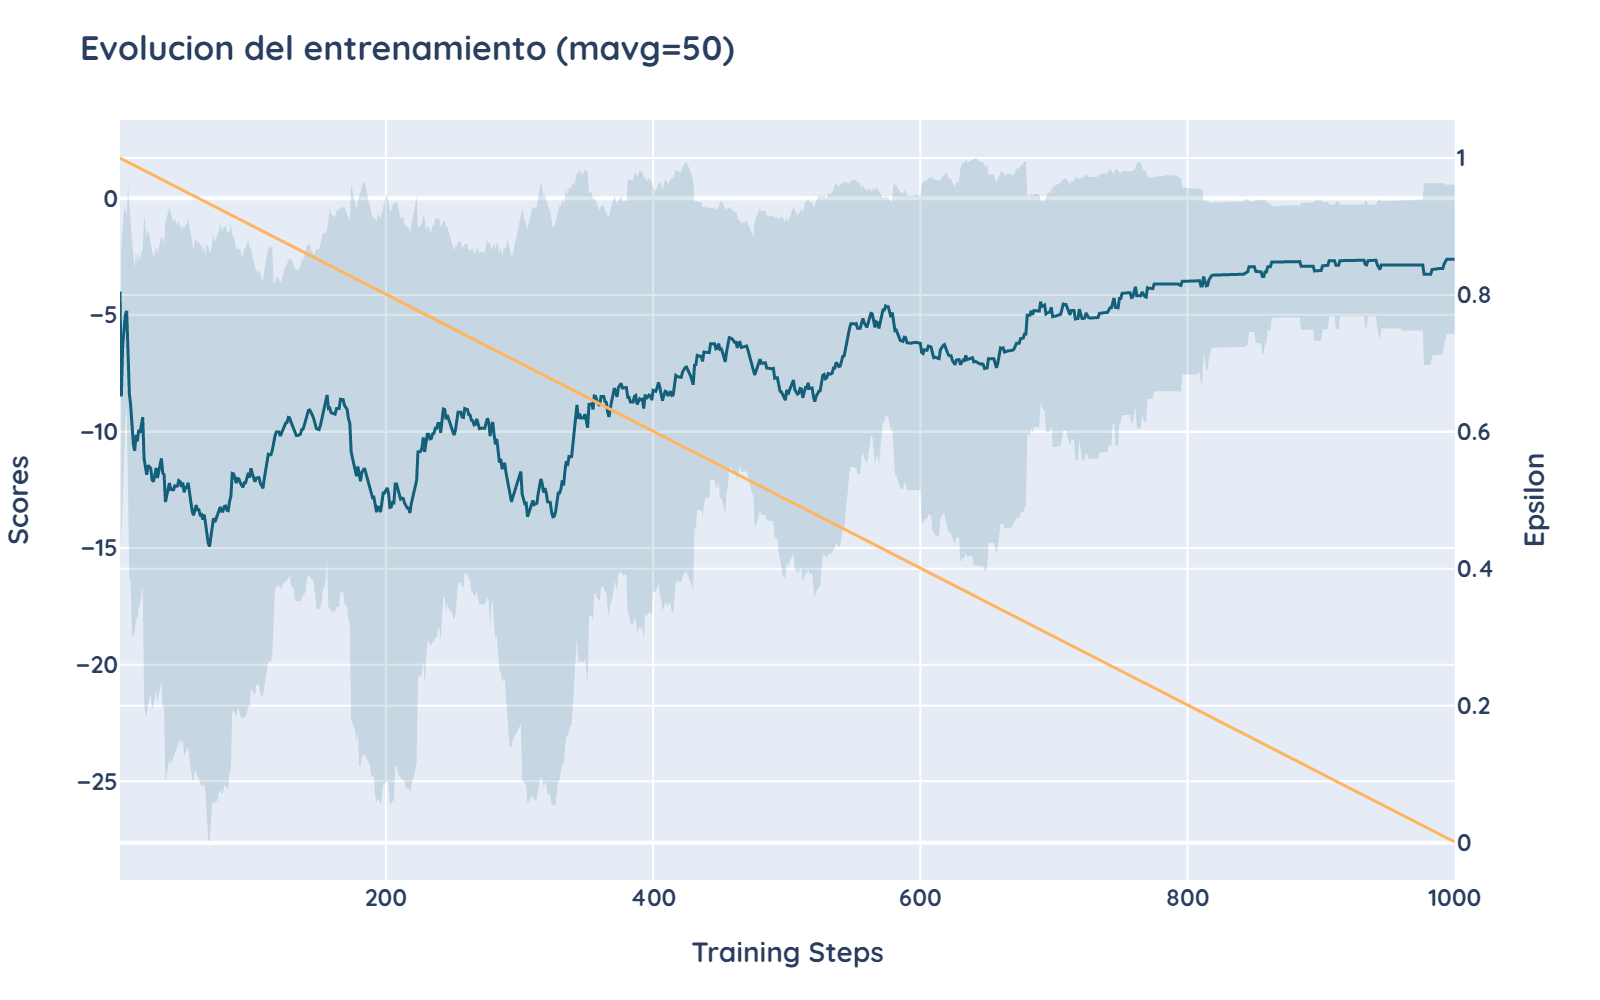 Evolucion del entrenamiento (mavg=50)
Scores
0
−5
−10
−15
−20
−25
1
0.8
0.6
0.4
0.2
0
Epsilon
200 400 600 800 1000
Training Steps